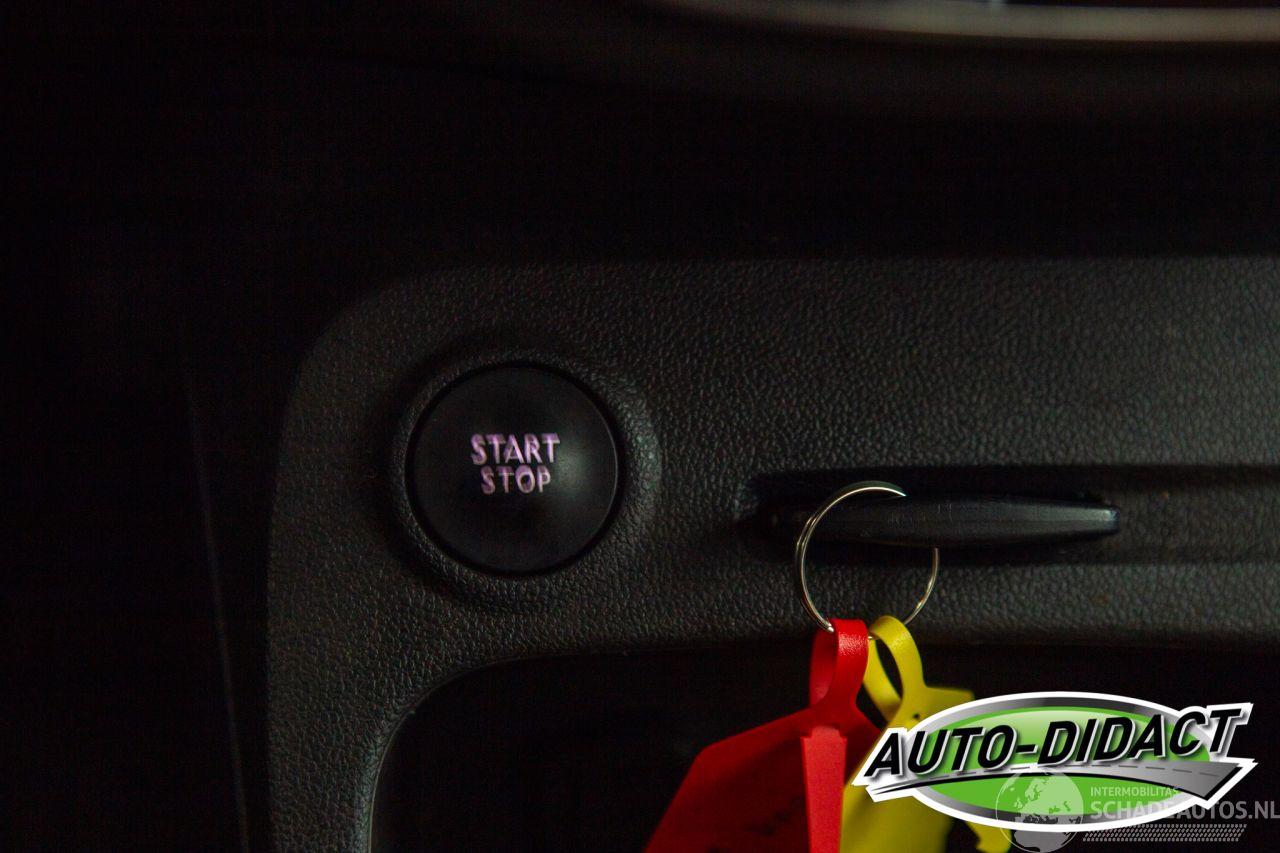 START
STOP
AUTO-DIDACT
INTERMOBILITAS
SCHADEAUTOS.NL